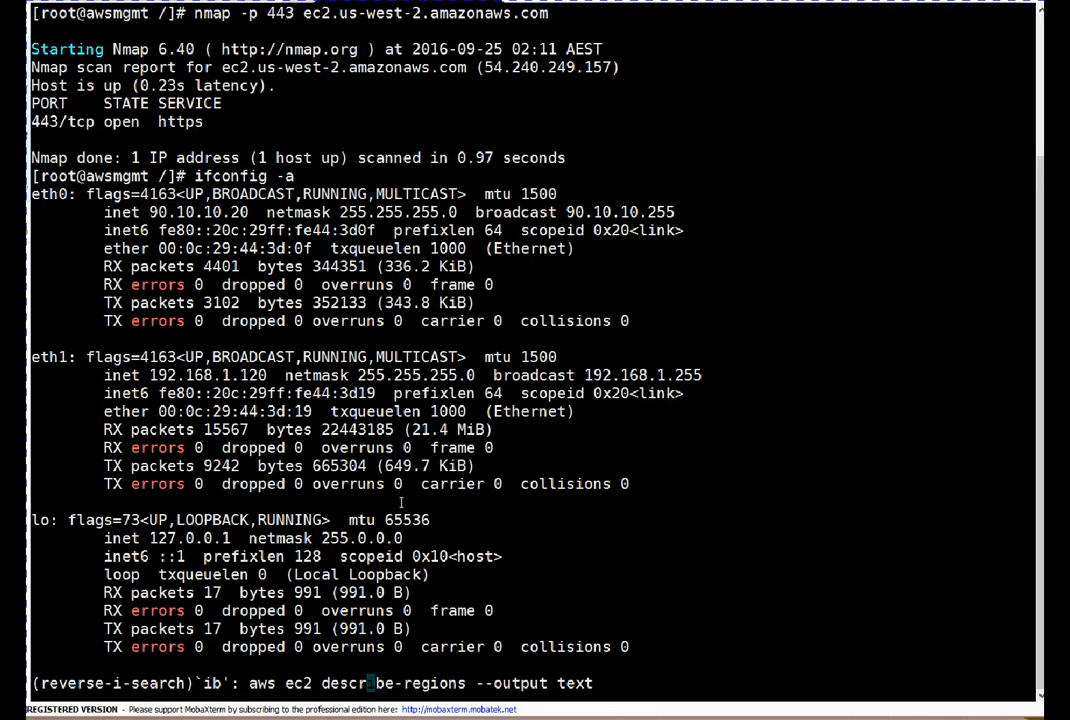 [root@awsmgmt /]# nmap -p 443 ec2.us-west-2.amazonaws.com
Starting Nmap 6.40 ( http://nmap.org ) at 2016-09-25 02:11 AEST
Nmap scan report for ec2.us-west-2.amazonaws.com (54.240.249.157)
Host is up (0.23s latency).
PORT    STATE SERVICE
443/tcp open  https
Nmap done: 1 IP address (1 host up) scanned in 0.97 seconds
[root@awsmgmt /]# ifconfig -a
eth0: flags=4163<UP,BROADCAST,RUNNING,MULTICAST>  mtu 1500
        inet 90.10.10.20  netmask 255.255.255.0  broadcast 90.10.10.255
        inet6 fe80::20c:29ff:fe44:3d0f  prefixlen 64  scopeid 0x20<link>
        ether 00:0c:29:44:3d:0f  txqueuelen 1000  (Ethernet)
        RX packets 4401  bytes 344351 (336.2 KiB)
        RX errors 0  dropped 0  overruns 0  frame 0
        TX packets 3102  bytes 352133 (343.8 KiB)
        TX errors 0  dropped 0 overruns 0  carrier 0  collisions 0
eth1: flags=4163<UP,BROADCAST,RUNNING,MULTICAST>  mtu 1500
        inet 192.168.1.120  netmask 255.255.255.0  broadcast 192.168.1.255
        inet6 fe80::20c:29ff:fe44:3d19  prefixlen 64  scopeid 0x20<link>
        ether 00:0c:29:44:3d:19  txqueuelen 1000  (Ethernet)
        RX packets 15567  bytes 22443185 (21.4 MiB)
        RX errors 0  dropped 0  overruns 0  frame 0
        TX packets 9242  bytes 665304 (649.7 KiB)
        TX errors 0  dropped 0 overruns 0  carrier 0  collisions 0
lo: flags=73<UP,LOOPBACK,RUNNING>  mtu 65536
        inet 127.0.0.1  netmask 255.0.0.0
        inet6 ::1  prefixlen 128  scopeid 0x10<host>
        loop  txqueuelen 0  (Local Loopback)
        RX packets 17  bytes 991 (991.0 B)
        RX errors 0  dropped 0  overruns 0  frame 0
        TX packets 17  bytes 991 (991.0 B)
        TX errors 0  dropped 0 overruns 0  carrier 0  collisions 0
(reverse-i-search)`ib': aws ec2 describe-regions --output text
REGISTERED VERSION - Please support MobaXterm by subscribing to the professional edition here: http://mobaxterm.mobatek.net